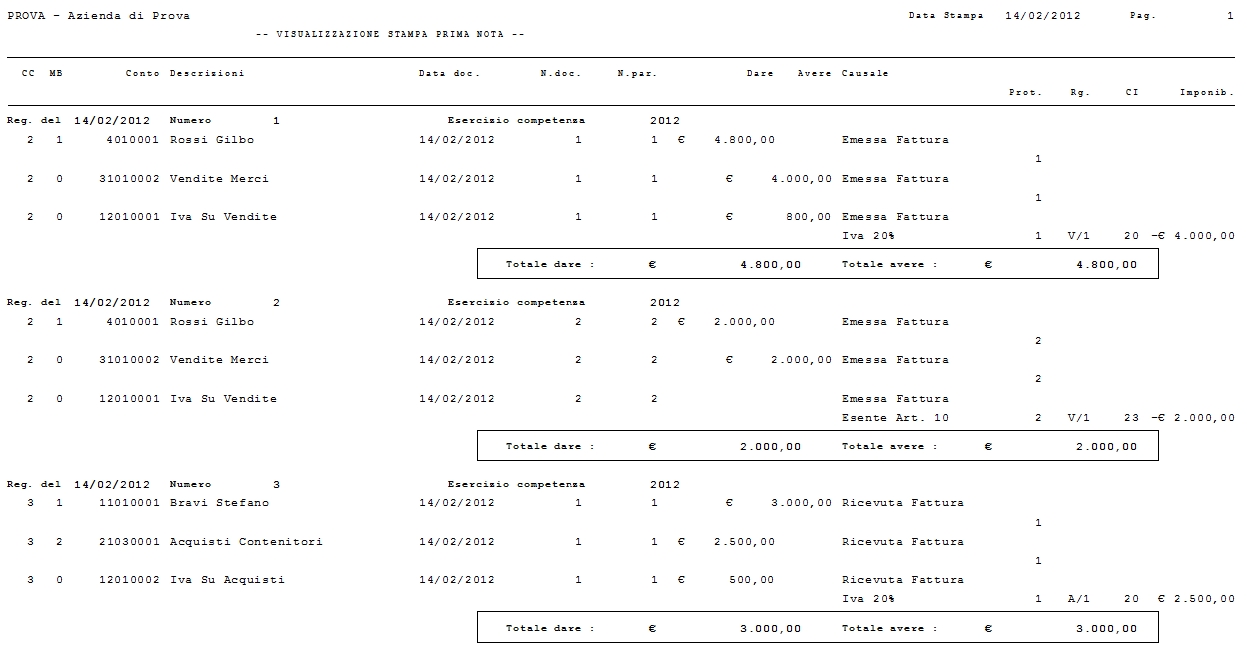 PROVA - Azienda di Prova Data Stampa 14/02/2012 Pag. 1
-- VISUALIZZAZIONE STAMPA PRIMA NOTA --
CC MB Conto Descrizioni Data doc. N.doc. N.par. Dare Avere Causale
Prot. Rg. CI Imponib.
Reg. del 14/02/2012 Numero 1 Esercizio competenza 2012
2 1 4010001 Rossi Gilbo 14/02/2012 1 1 € 4.800,00 Emessa Fattura
1
2 0 31010002 Vendite Merci 14/02/2012 1 1 € 4.000,00 Emessa Fattura
1
2 0 12010001 Iva Su Vendite 14/02/2012 1 1 € 800,00 Emessa Fattura
Iva 20% 1 V/1 20 -€ 4.000,00
Totale dare : € 4.800,00 Totale avere : € 4.800,00
Reg. del 14/02/2012 Numero 2 Esercizio competenza 2012
2 1 4010001 Rossi Gilbo 14/02/2012 2 2 € 2.000,00 Emessa Fattura
2
2 0 31010002 Vendite Merci 14/02/2012 2 2 € 2.000,00 Emessa Fattura
2
2 0 12010001 Iva Su Vendite 14/02/2012 2 2 Emessa Fattura
Esente Art. 10 2 V/1 23 -€ 2.000,00
Totale dare : € 2.000,00 Totale avere : € 2.000,00
Reg. del 14/02/2012 Numero 3 Esercizio competenza 2012
3 1 11010001 Bravi Stefano 14/02/2012 1 1 € 3.000,00 Ricevuta Fattura
1
3 2 21030001 Acquisti Contenitori 14/02/2012 1 1 € 2.500,00 Ricevuta Fattura
1
3 0 12010002 Iva Su Acquisti 14/02/2012 1 1 € 500,00 Ricevuta Fattura
Iva 20% 1 A/1 20 € 2.500,00
Totale dare : € 3.000,00 Totale avere : € 3.000,00